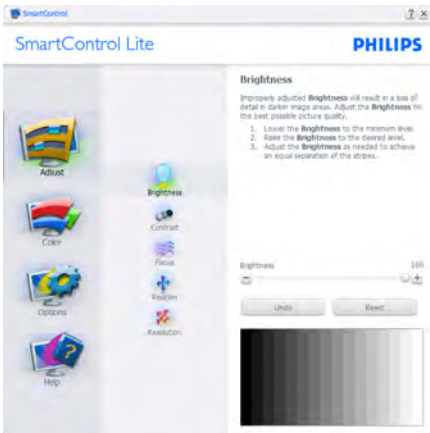 SmartControl
SmartControl Lite
PHILIPS
Adjust
Color
Options
Help
Brightness
Contrast
Focus
Position
Resolution
Brightness
Improperly adjusted Brightness will result in a loss of
detail in darker image areas. Adjust the Brightness for
the best possible picture quality.
1. Lower the Brightness to the minimum level.
2. Raise the Brightness to the desired level.
3. Adjust the Brightness as needed to achieve
an equal separation of the stripes.
Brightness 100
Undo Reset